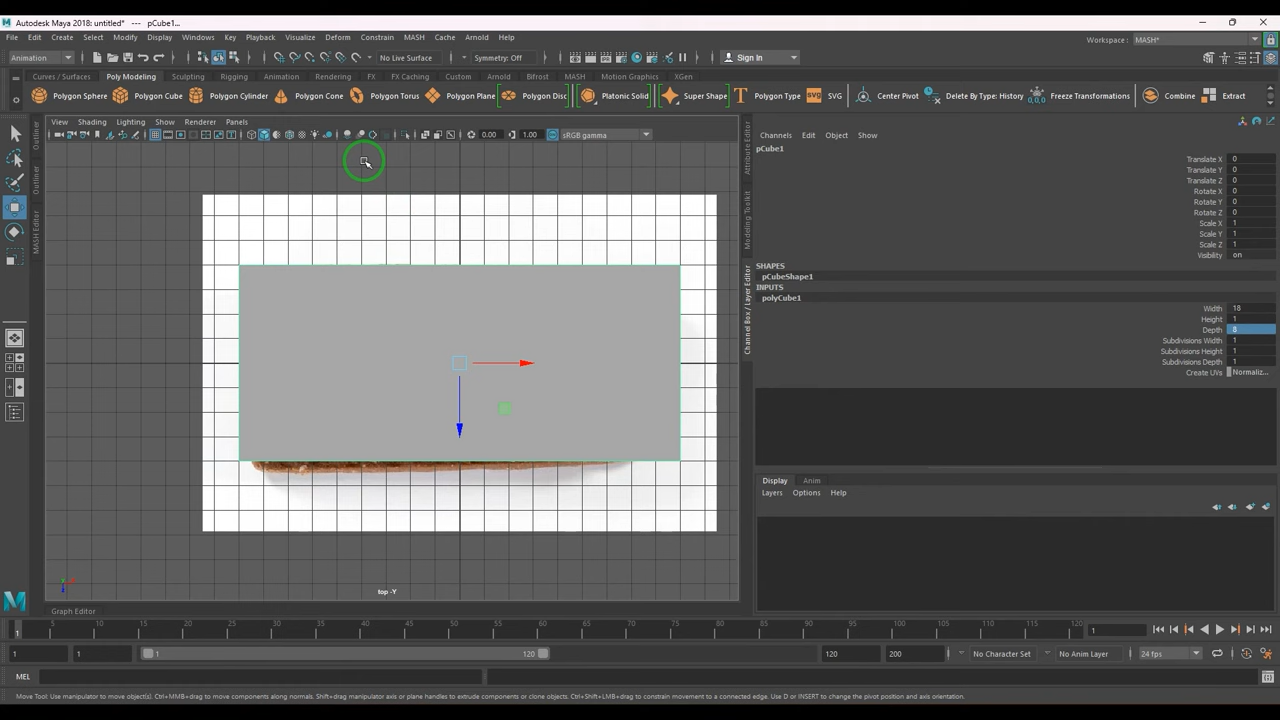 Autodesk Maya 2018: untitled* --- pCube1...
File Edit Create Select Modify Display Windows Key Playback Visualize Deform Constrain MASH Cache Arnold Help
Workspace : MASH*
Animation No Live Surface Symmetry: Off Sign In
Curves / Surfaces Poly Modeling Sculpting Rigging Animation Rendering FX FX Caching Custom Arnold Bifrost MASH Motion Graphics XGen
Polygon Sphere Polygon Cube Polygon Cylinder Polygon Cone Polygon Torus Polygon Plane Polygon Disc Platonic Solid Super Shape Polygon Type SVG Center Pivot Delete By Type: History Freeze Transformations Combine Extract
View Shading Lighting Show Renderer Panels
0.00 1.00 sRGB gamma
Outliner
Outliner
MASH Editor
Attribute Editor
Modeling Toolkit
Channel Box / Layer Editor
Channels Edit Object Show
pCube1
Translate X 0
Translate Y 0
Translate Z 0
Rotate X 0
Rotate Y 0
Rotate Z 0
Scale X 1
Scale Y 1
Scale Z 1
Visibility on
SHAPES
pCubeShape1
INPUTS
polyCube1
Width 18
Height 1
Depth 8
Subdivisions Width 1
Subdivisions Height 1
Subdivisions Depth 1
Create UVs Normaliz...
Display Anim
Layers Options Help
top -Y
Graph Editor
1 5 10 15 20 25 30 35 40 45 50 55 60 65 70 75 80 85 90 95 100 105 110 115 120 1
1 1 1 120 120 200 No Character Set No Anim Layer 24 fps
MEL
Move Tool: Use manipulator to move object(s). Ctrl+MMB+drag to move components along normals. Shift+drag manipulator axis or plane handles to extrude components or clone objects. Ctrl+Shift+LMB+drag to constrain movement to a connected edge. Use D or INSERT to change the pivot position and axis orientation.